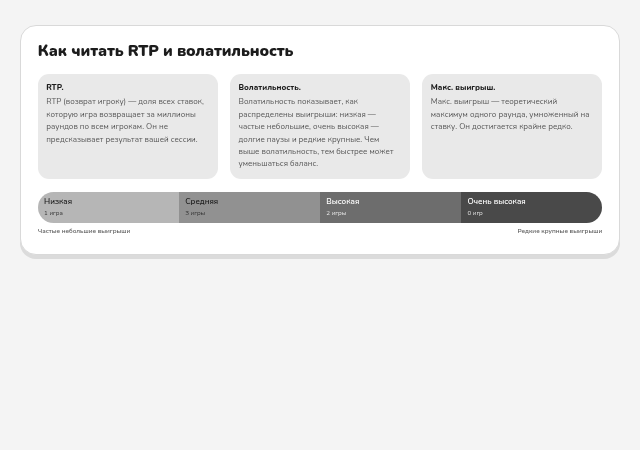 Как читать RTP и волатильность
RTP.
RTP (возврат игроку) — доля всех ставок,
которую игра возвращает за миллионы
раундов по всем игрокам. Он не
предсказывает результат вашей сессии.
Волатильность.
Волатильность показывает, как
распределены выигрыши: низкая —
частые небольшие, очень высокая —
долгие паузы и редкие крупные. Чем
выше волатильность, тем быстрее может
уменьшаться баланс.
Макс. выигрыш.
Макс. выигрыш — теоретический
максимум одного раунда, умноженный на
ставку. Он достигается крайне редко.
Низкая
1 игра
Средняя
3 игры
Высокая
2 игры
Очень высокая
0 игр
Частые небольшие выигрыши
Редкие крупные выигрыши